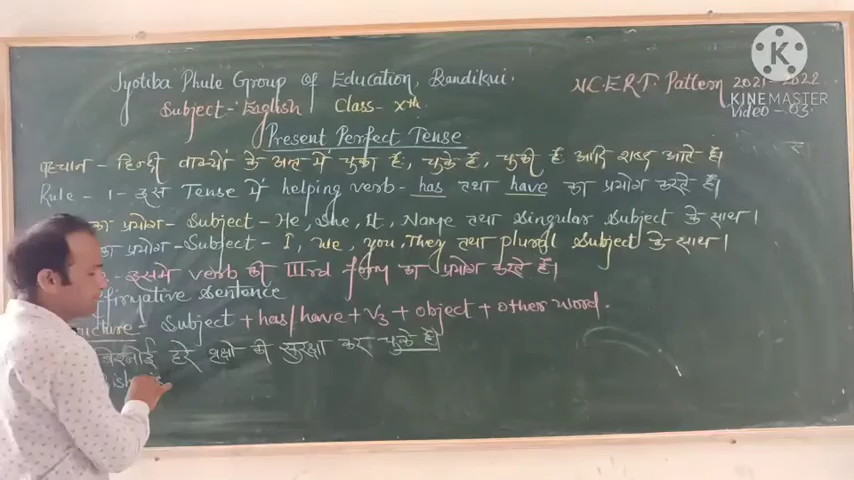 Jyotiba Phule Group of Education, Bandikui.
N.C.E.R.T. Pattern 2021-2022
KINEMASTER
Subject:- English Class- Xth
Video - 03.
Present Perfect Tense
पहचान - हिन्दी वाक्यों के अन्त में चुका है, चुके हैं, चुकी है आदि शब्द आते हैं।
Rule - 1 - इस Tense में helping verb - has तथा have का प्रयोग करते हैं।
का प्रयोग - Subject - He, She, It, Name तथा Singular Subject के साथ।
का प्रयोग - Subject - I, We, You, They तथा plural Subject के साथ।
इसमे verb की IIIrd form का प्रयोग करते हैं।
ffirmative Sentence
ucture - Subject + has/have + V3 + object + other word.
बिश्नोई हरे वृक्षो की सुरक्षा कर चुके हैं।
ish